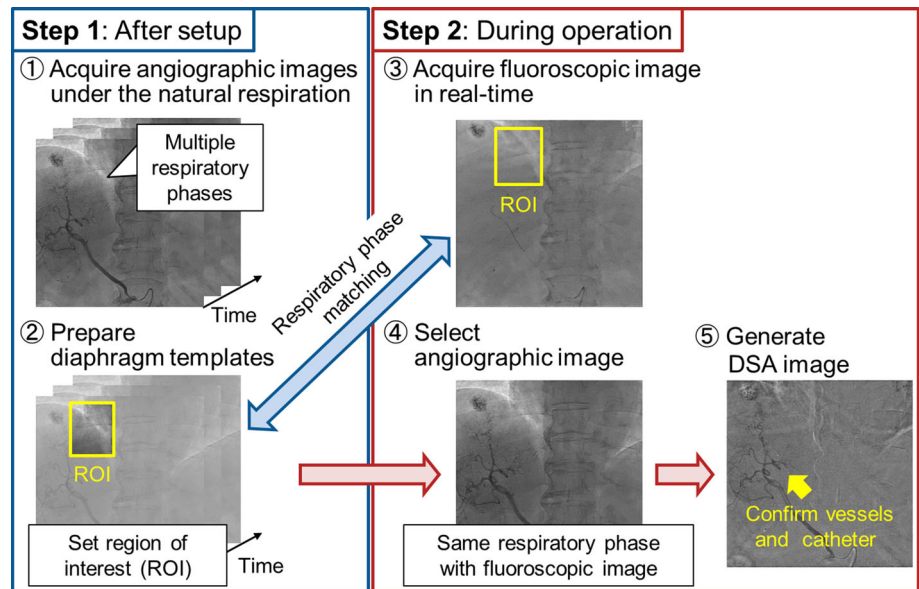 Step 1: After setup
① Acquire angiographic images
under the natural respiration
Multiple
respiratory
phases
Time
② Prepare
diaphragm templates
ROI
Set region of
interest (ROI)
Time
Respiratory phase
matching
Step 2: During operation
③ Acquire fluoroscopic image
in real-time
ROI
④ Select
angiographic image
Same respiratory phase
with fluoroscopic image
⑤ Generate
DSA image
Confirm vessels
and catheter